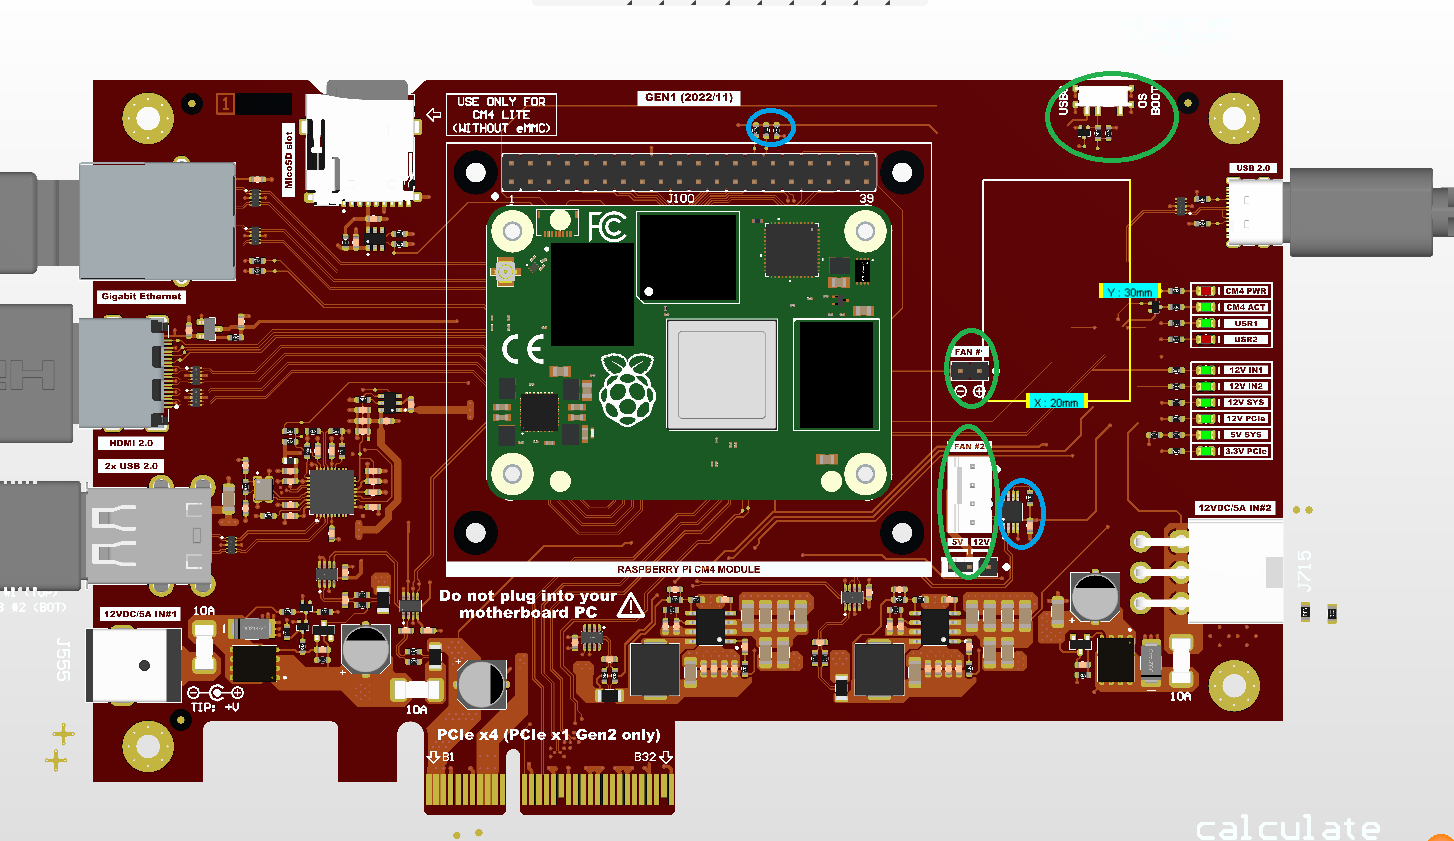 1
USE ONLY FOR
CM4 LITE
(WITHOUT eMMC)
GEN1 (2022/11)
OS
BOOT
MicoSD slot
USB 2.0
J100
1
39
FC
CE
Gigabit Ethernet
Y : 30mm
CM4 PWR
CM4 ACT
USR1
USR2
X : 20mm
12V IN1
12V IN2
12V SYS
12V PCIe
5V SYS
3.3V PCIe
HDMI 2.0
2x USB 2.0
FAN #2
5V
12V
12VDC/5A IN#2
J715
RASPBERRY PI CM4 MODULE
Do not plug into your
motherboard PC
12VDC/5A IN#1
10A
J555
TIP: +V
10A
10A
PCIe x4 (PCIe x1 Gen2 only)
B1
B32
calculate